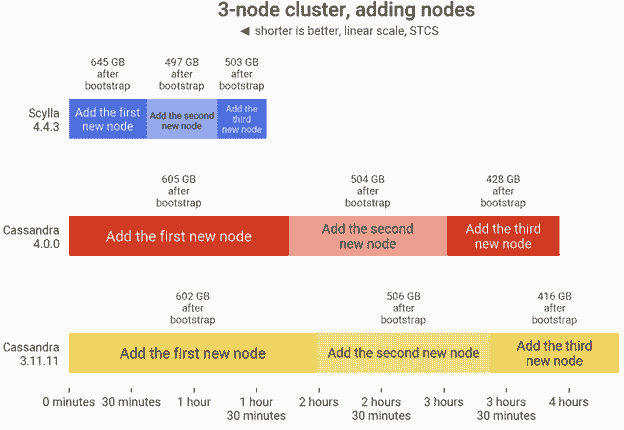 3-node cluster, adding nodes
◄ shorter is better, linear scale, STCS
645 GB
after
bootstrap
497 GB
after
bootstrap
503 GB
after
bootstrap
Scylla
4.4.3
Add the first
new node
Add the second
new node
Add the
third
new node
605 GB
after
bootstrap
504 GB
after
bootstrap
428 GB
after
bootstrap
Cassandra
4.0.0
Add the first new node
Add the second
new node
Add the third
new node
602 GB
after
bootstrap
506 GB
after
bootstrap
416 GB
after
bootstrap
Cassandra
3.11.11
Add the first new node
Add the second new node
Add the third
new node
0 minutes
30 minutes
1 hour
1 hour
30 minutes
2 hours
2 hours
30 minutes
3 hours
3 hours
30 minutes
4 hours